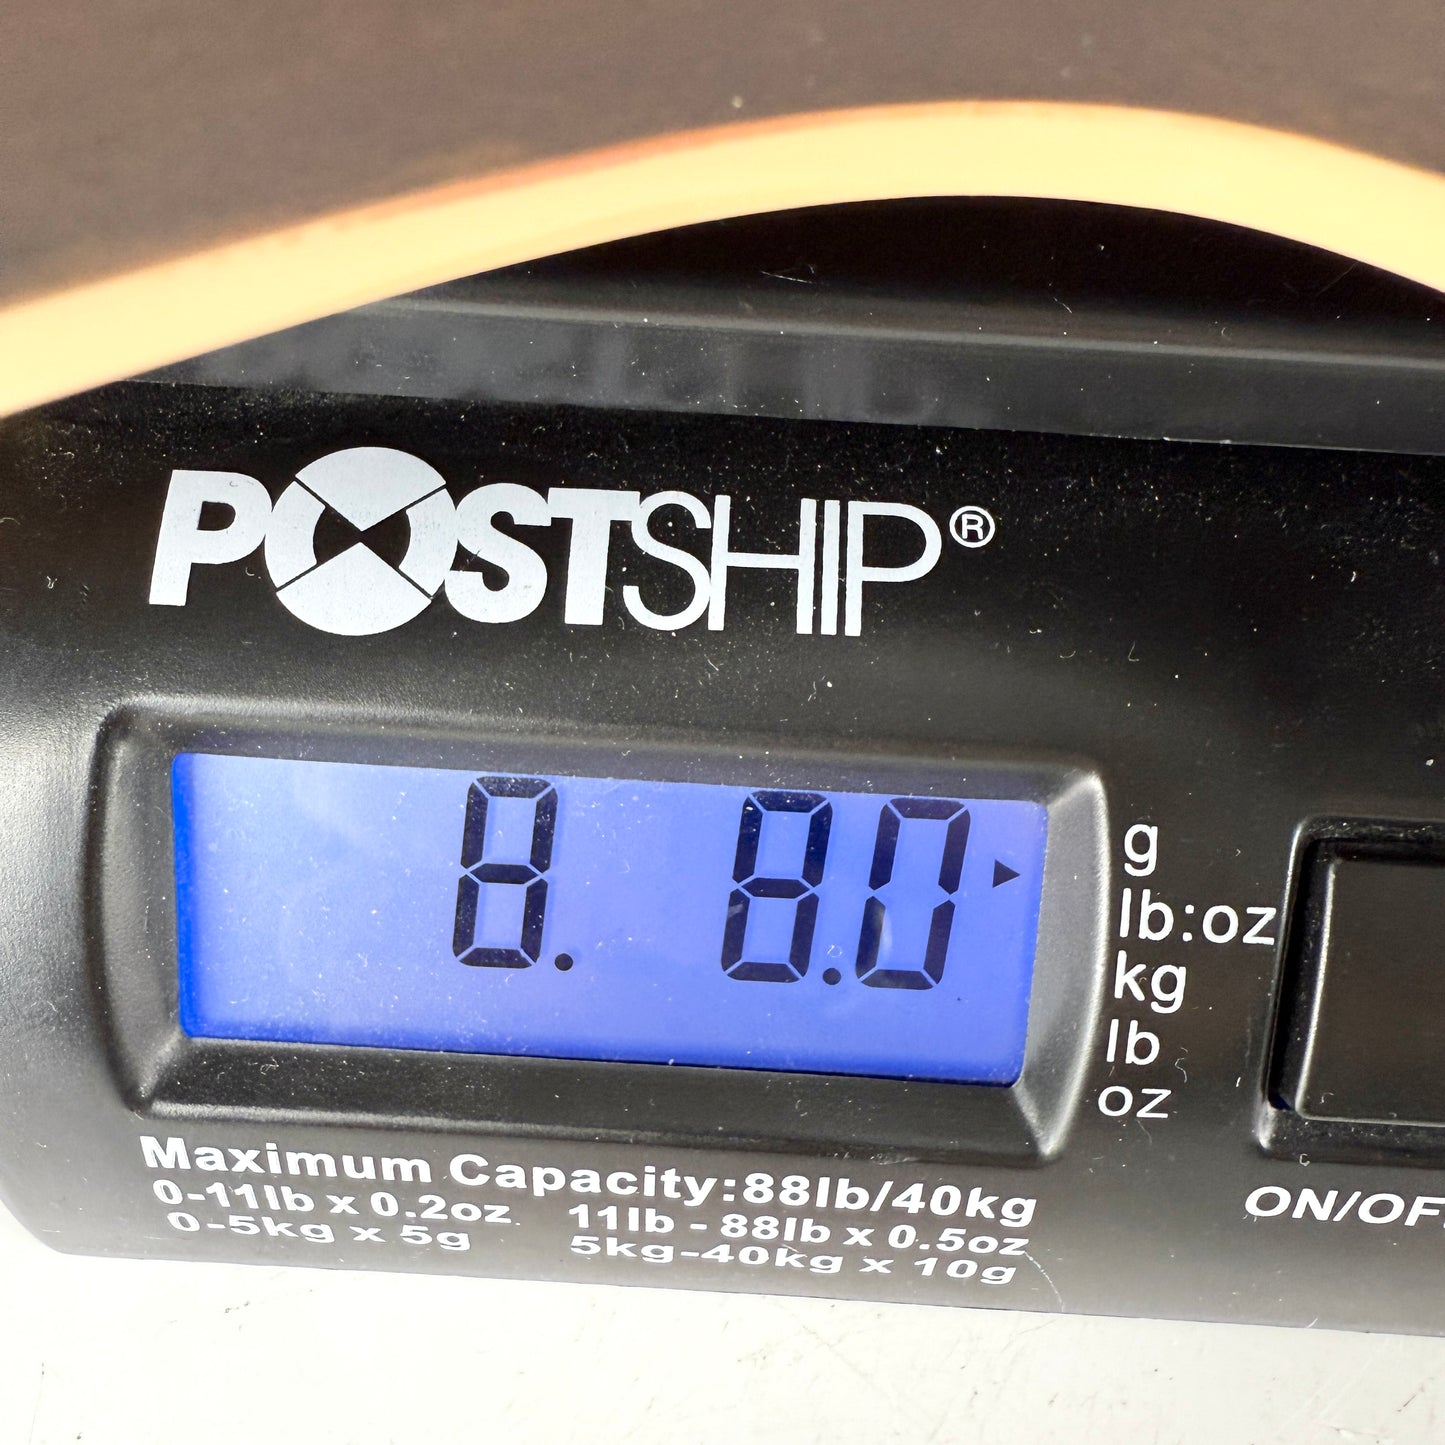 POSTSHIP®
8. 8.0
g
lb:oz
kg
lb
oz
Maximum Capacity:88lb/40kg
0-11lb x 0.2oz 11lb - 88lb x 0.5oz
0-5kg x 5g 5kg-40kg x 10g
ON/OF